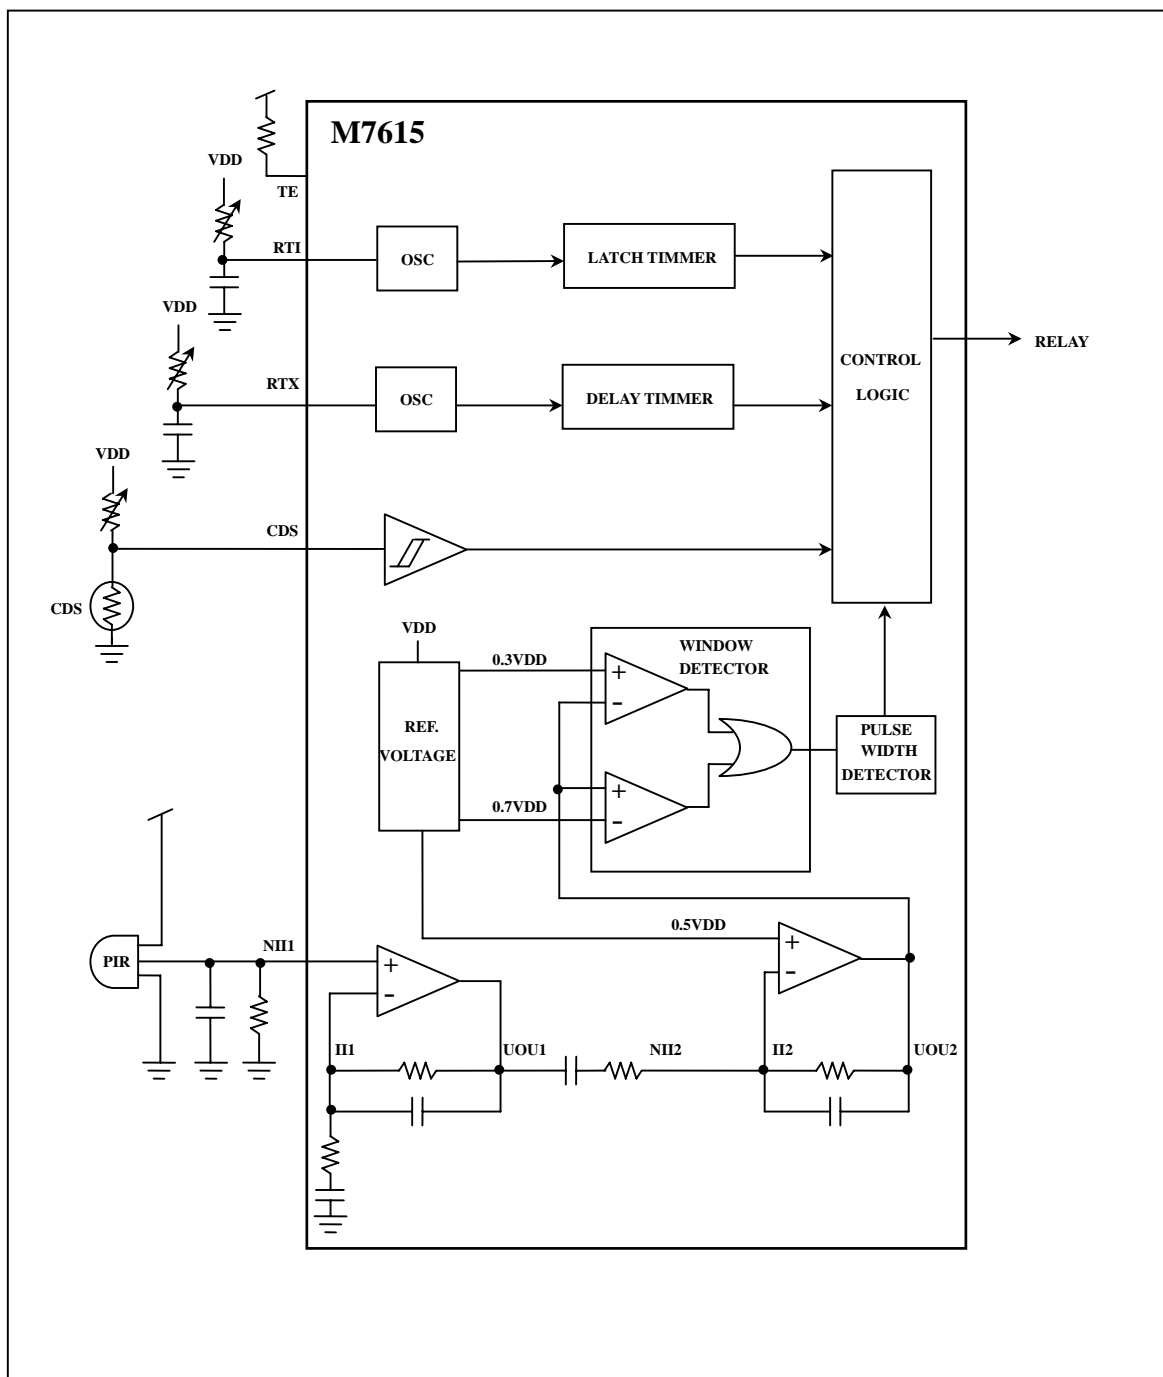 M7615
VDD
TE
RTI
OSC
LATCH TIMMER
VDD
RELAY
CONTROL
LOGIC
RTX
OSC
DELAY TIMMER
VDD
CDS
CDS
VDD
0.3VDD
WINDOW
DETECTOR
+
-
REF.
VOLTAGE
PULSE
WIDTH
DETECTOR
0.7VDD
+
-
0.5VDD
+
-
PIR
NII1
+
-
II1
UOU1
NII2
II2
UOU2